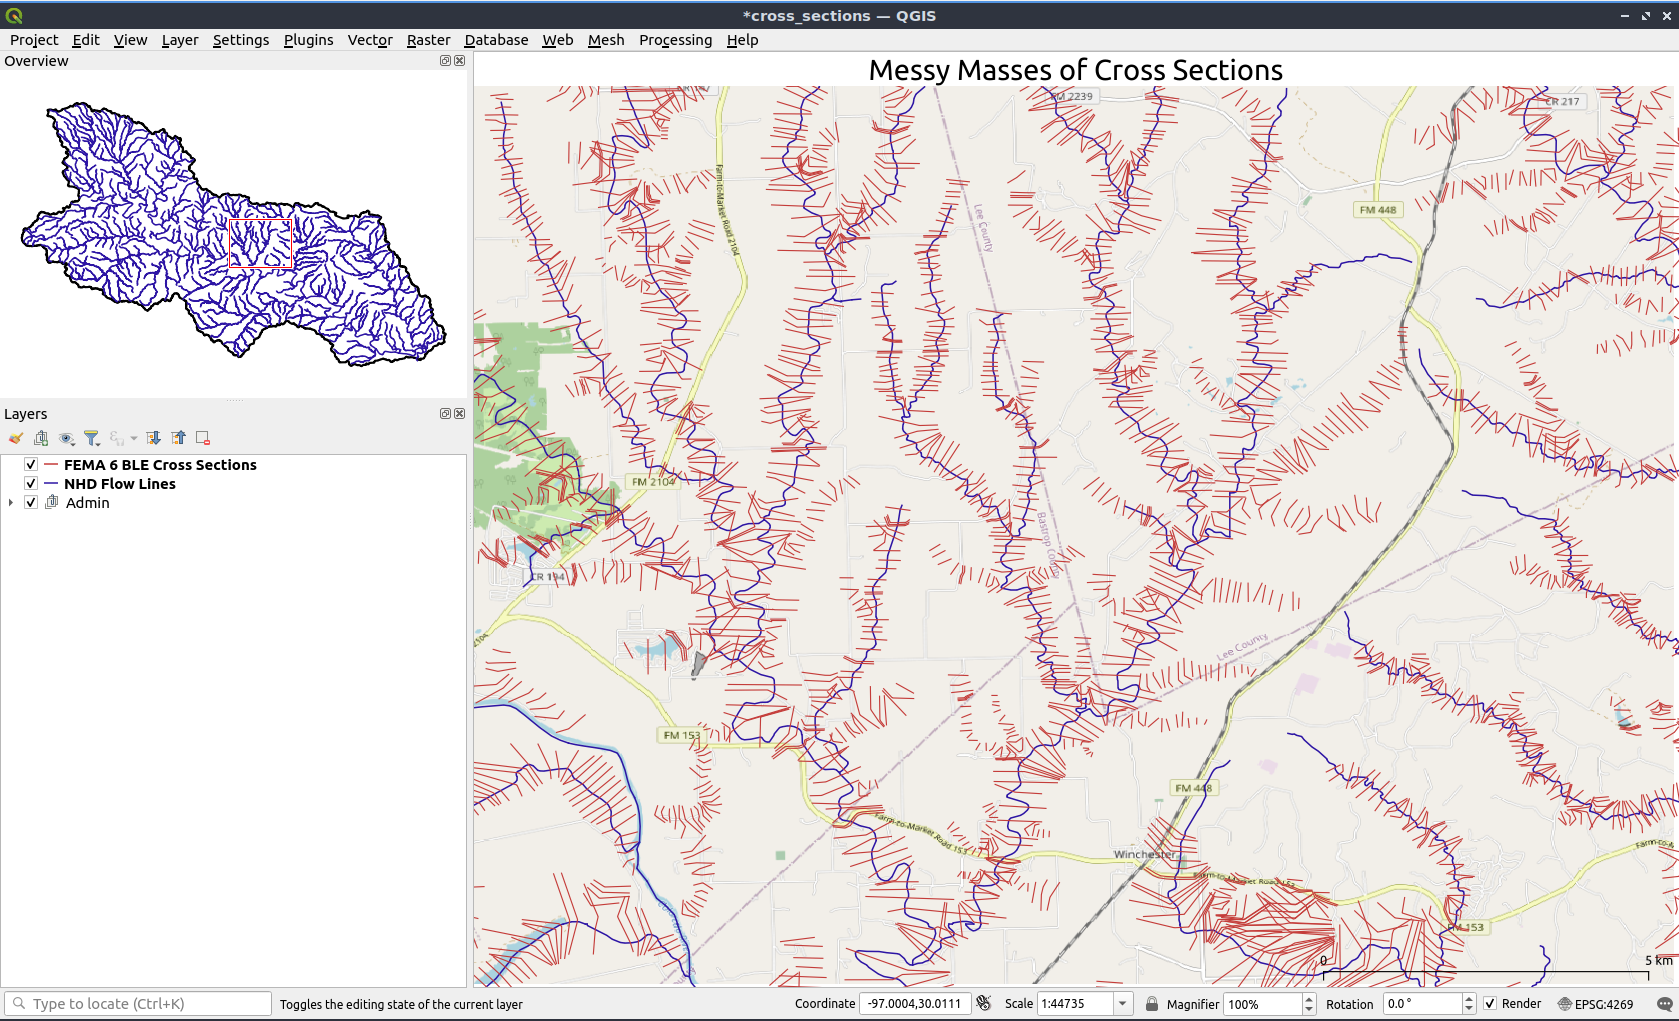 *cross_sections — QGIS
Project Edit View Layer Settings Plugins Vector Raster Database Web Mesh Processing Help
Overview
Messy Masses of Cross Sections
FM 2239
CR 217
Farm-to-Market Road 2104
FM 448
Lee County
Layers
FEMA 6 BLE Cross Sections
NHD Flow Lines
Admin
FM 2104
Bastrop County
CR 194
2104
Lee County
FM 153
FM 448
Farm-to-Market Road 153
Winchester
Farm-to-Market Road 153
Farm-to-
FM 153
0 5 km
Type to locate (Ctrl+K) Toggles the editing state of the current layer Coordinate -97.0004,30.0111 Scale 1:44735 Magnifier 100% Rotation 0.0 ° Render EPSG:4269